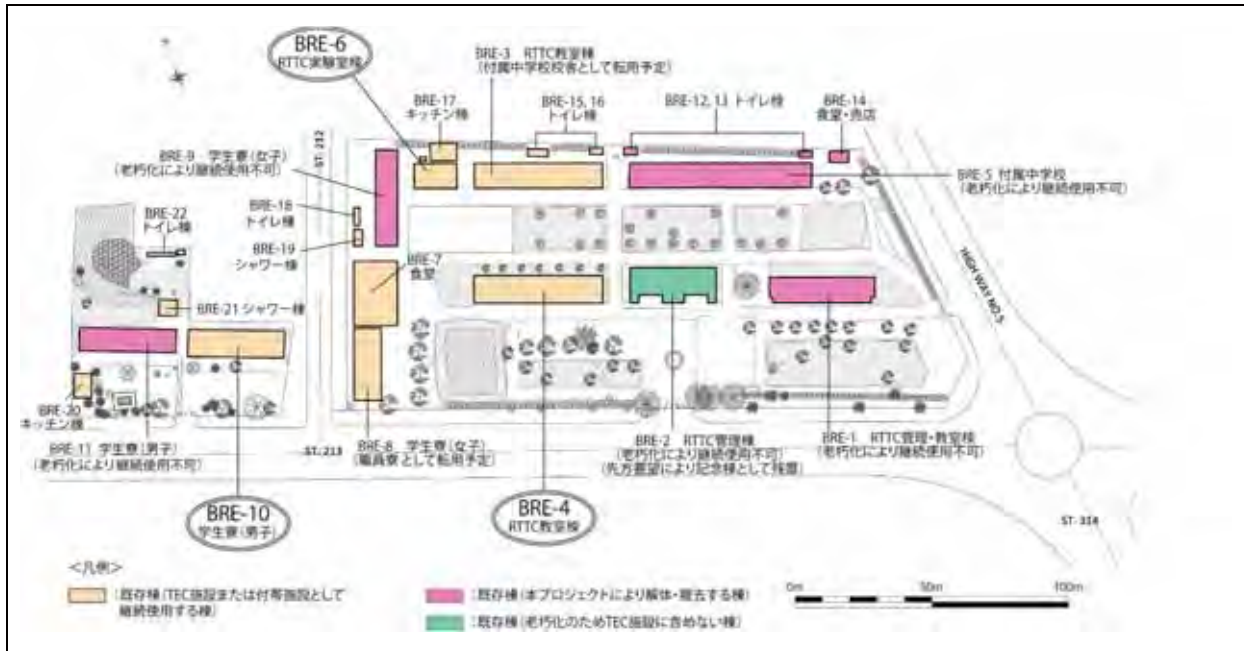 BRE-6
RTTC実験室棟
BRE-3 RTTC教室棟
(付属中学校校舎として転用予定)
BRE-17
キッチン棟
BRE-15, 16
トイレ棟
BRE-12, 13 トイレ棟
BRE-14
食堂・売店
BRE-9 学生寮(女子)
(老朽化により継続使用不可)
ST. 212
BRE-5 付属中学校
(老朽化により継続使用不可)
BRE-18
トイレ棟
BRE-22
トイレ棟
BRE-19
シャワー棟
BRE-7
食堂
HIGH WAY NO.5
BRE-21 シャワー棟
BRE-20
キッチン棟
BRE-11 学生寮(男子)
(老朽化により継続使用不可)
ST. 213
BRE-8 学生寮(女子)
(職員寮として転用予定)
BRE-2 RTTC管理棟
(老朽化により継続使用不可)
(先方要望により記念棟として残置)
BRE-1 RTTC管理・教室棟
(老朽化により継続使用不可)
BRE-10
学生寮(男子)
BRE-4
RTTC教室棟
ST. 314
<凡例>
:既存棟(TEC施設または付帯施設として
継続使用する棟)
:既存棟(本プロジェクトにより解体・撤去する棟)
:既存棟(老朽化のためTEC施設に含めない棟)
0m 50m 100m